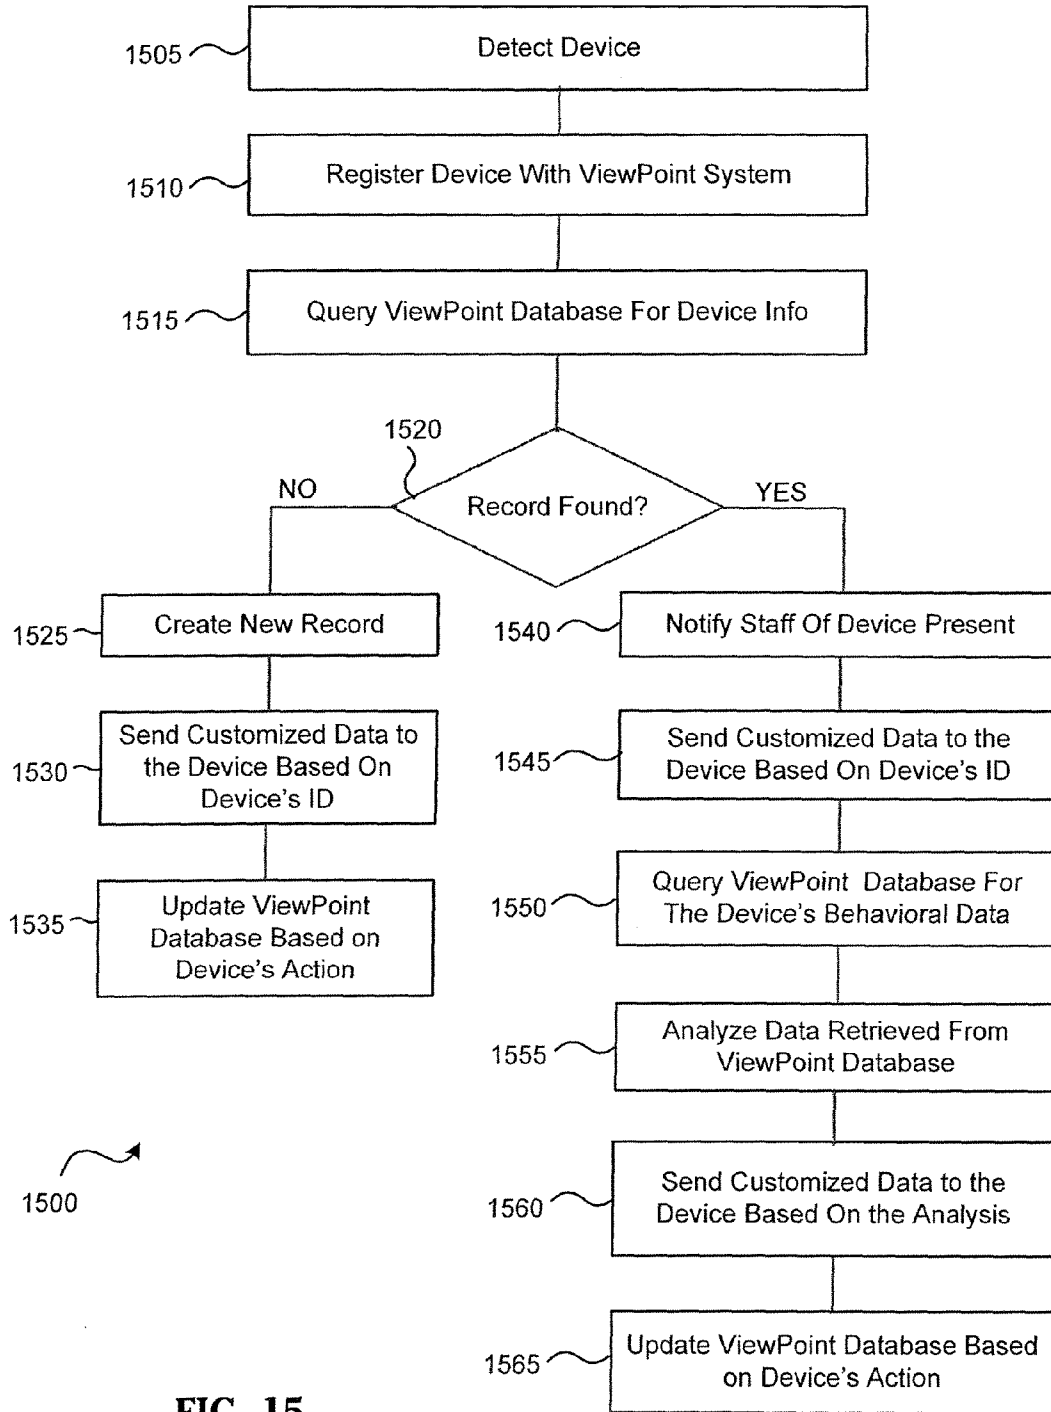 1505
Detect Device
1510
Register Device With ViewPoint System
1515
Query ViewPoint Database For Device Info
1520
NO
Record Found?
YES
1525
Create New Record
1530
Send Customized Data to
the Device Based On
Device's ID
1535
Update ViewPoint
Database Based on
Device's Action
1540
Notify Staff Of Device Present
1545
Send Customized Data to the
Device Based On Device's ID
1550
Query ViewPoint Database For
The Device's Behavioral Data
1555
Analyze Data Retrieved From
ViewPoint Database
1560
Send Customized Data to the
Device Based On the Analysis
1565
Update ViewPoint Database Based
on Device's Action
1500
FIG. 15